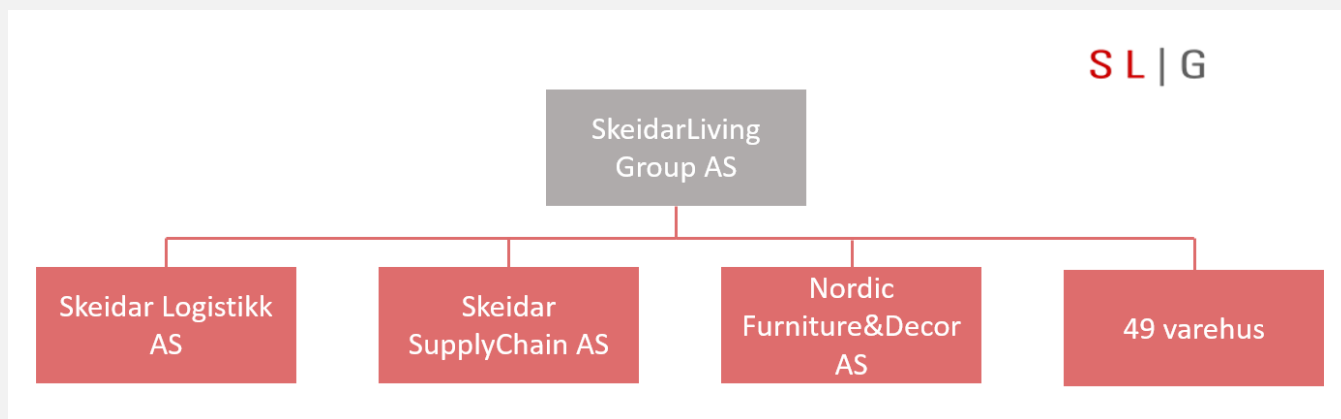 S L | G
SkeidarLiving
Group AS
Skeidar Logistikk
AS
Skeidar
SupplyChain AS
Nordic
Furniture&Decor
AS
49 varehus